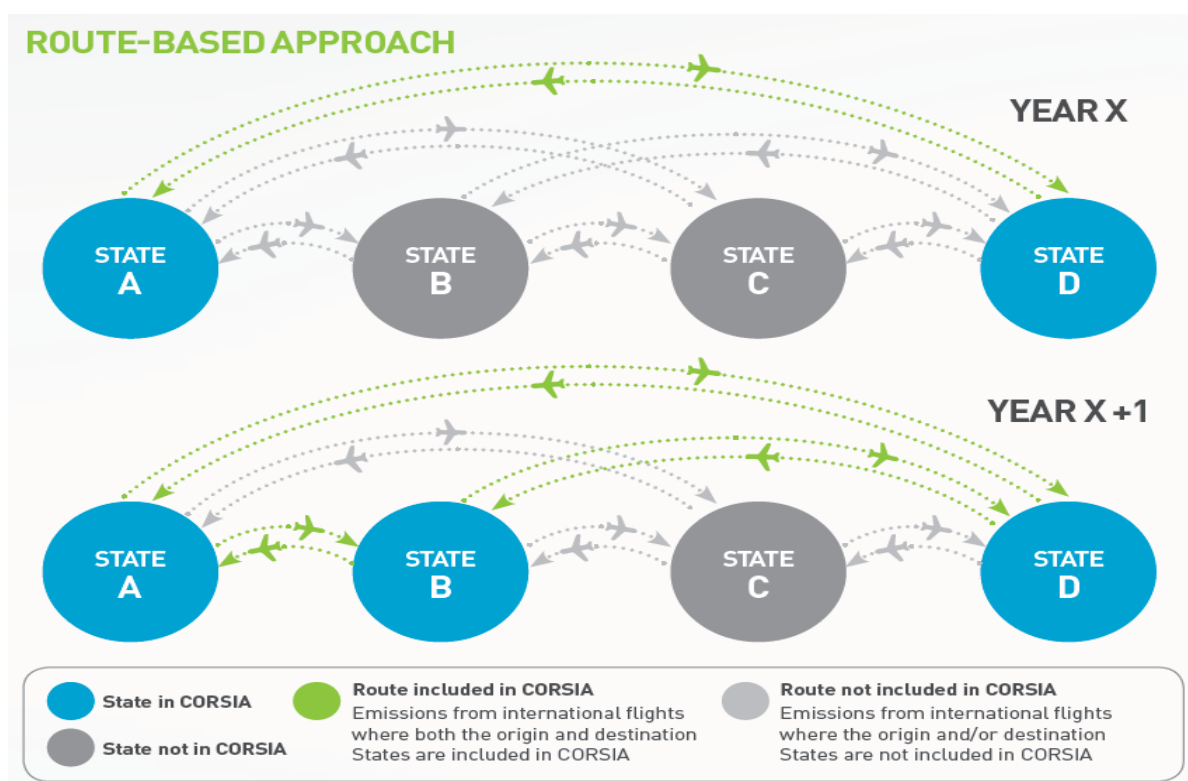 ROUTE-BASED APPROACH
YEAR X
STATE
A
STATE
B
STATE
C
STATE
D
YEAR X +1
STATE
A
STATE
B
STATE
C
STATE
D
State in CORSIA
State not in CORSIA
Route included in CORSIA
Emissions from international flights
where both the origin and destination
States are included in CORSIA
Route not included in CORSIA
Emissions from international flights
where the origin and/or destination
States are not included in CORSIA